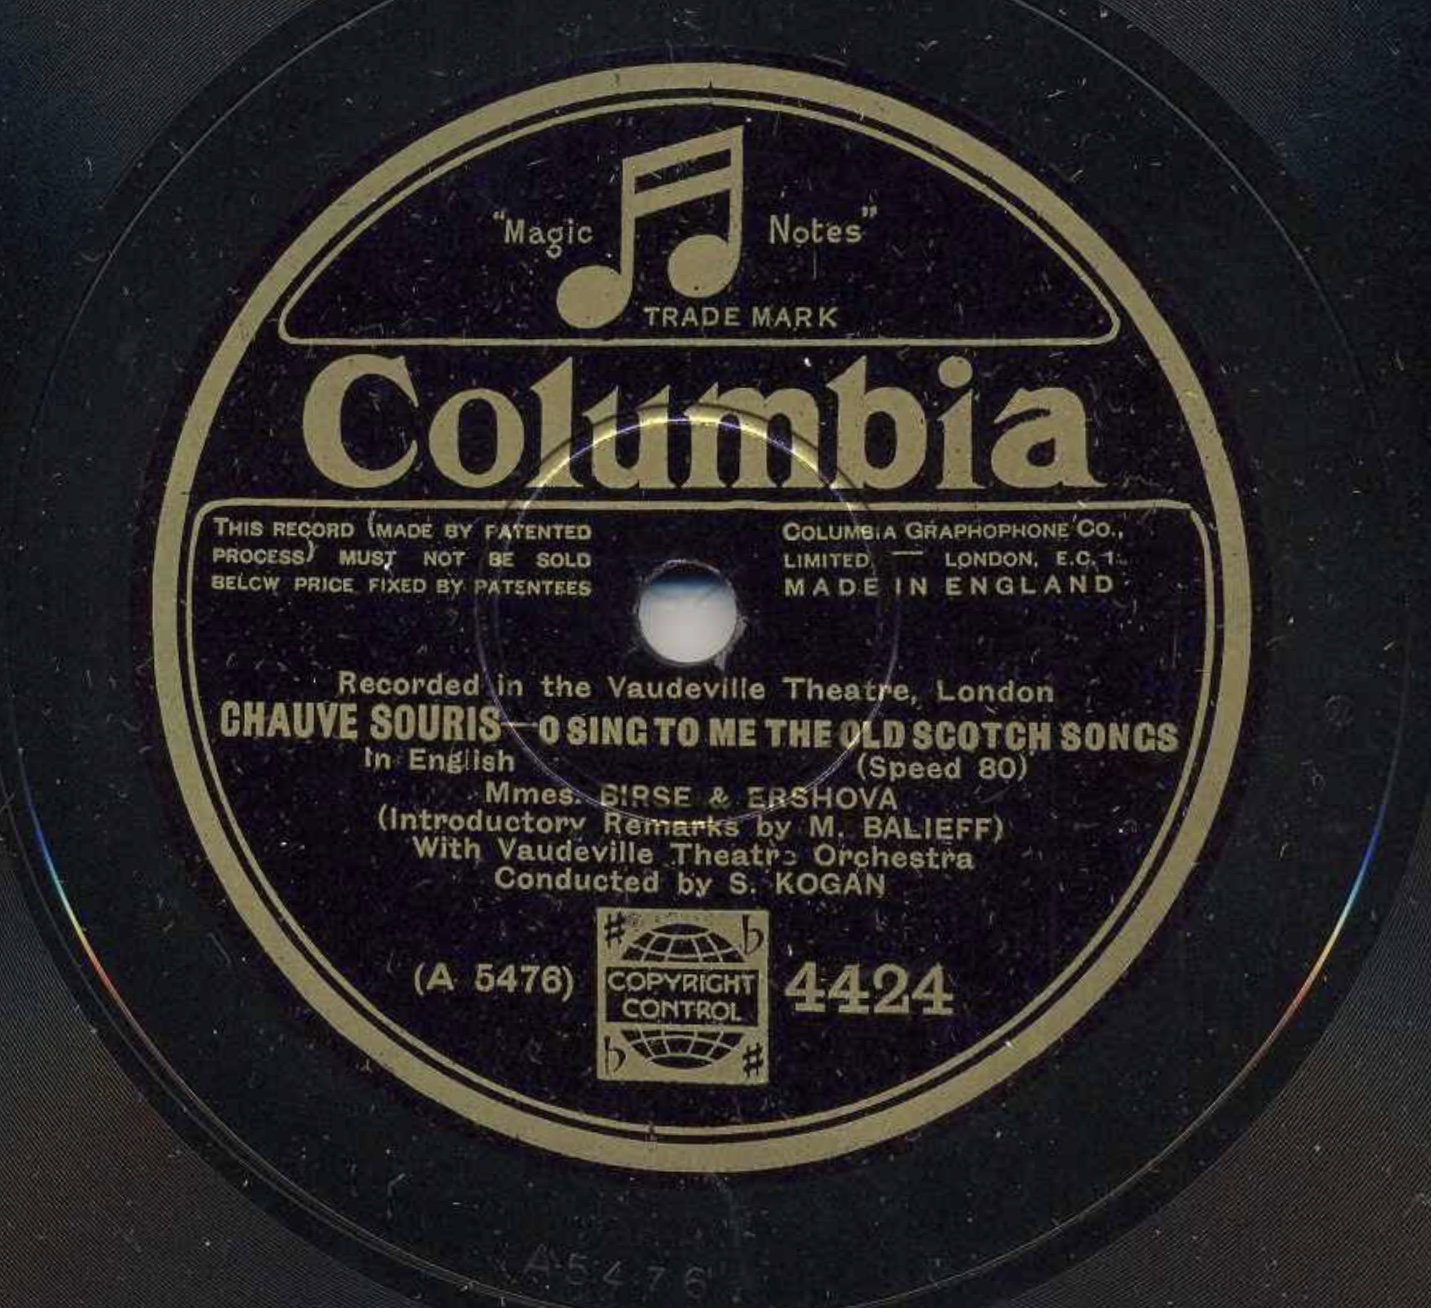 "Magic Notes"
TRADE MARK
Columbia
THIS RECORD (MADE BY PATENTED
PROCESS) MUST NOT BE SOLD
BELOW PRICE FIXED BY PATENTEES
COLUMBIA GRAPHOPHONE CO.,
LIMITED — LONDON, E.C.1.
MADE IN ENGLAND
Recorded in the Vaudeville Theatre, London
CHAUVE SOURIS—O SING TO ME THE OLD SCOTCH SONGS
In English (Speed 80)
Mmes. BIRSE & ERSHOVA
(Introductory Remarks by M. BALIEFF)
With Vaudeville Theatre Orchestra
Conducted by S. KOGAN
(A 5476) COPYRIGHT CONTROL 4424
A5476